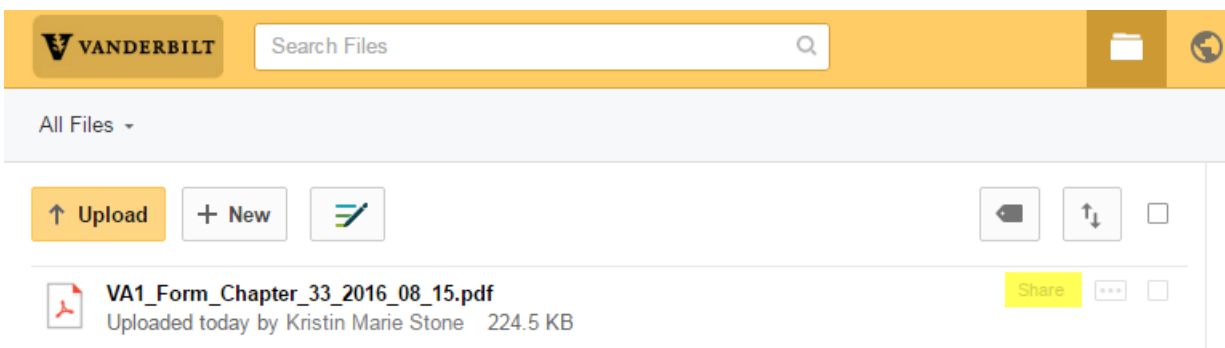 VANDERBILT
Search Files
All Files
Upload
New
VA1_Form_Chapter_33_2016_08_15.pdf
Share
Uploaded today by Kristin Marie Stone 224.5 KB